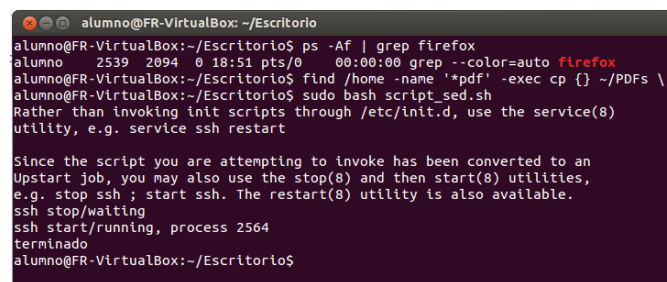 alumno@FR-VirtualBox: ~/Escritorio
alumno@FR-VirtualBox:~/Escritorio$ ps -Af | grep firefox
alumno    2539  2094  0 18:51 pts/0    00:00:00 grep --color=auto firefox
alumno@FR-VirtualBox:~/Escritorio$ find /home -name '*pdf' -exec cp {} ~/PDFs \
alumno@FR-VirtualBox:~/Escritorio$ sudo bash script_sed.sh
Rather than invoking init scripts through /etc/init.d, use the service(8)
utility, e.g. service ssh restart
Since the script you are attempting to invoke has been converted to an
Upstart job, you may also use the stop(8) and then start(8) utilities,
e.g. stop ssh ; start ssh. The restart(8) utility is also available.
ssh stop/waiting
ssh start/running, process 2564
terminado
alumno@FR-VirtualBox:~/Escritorio$